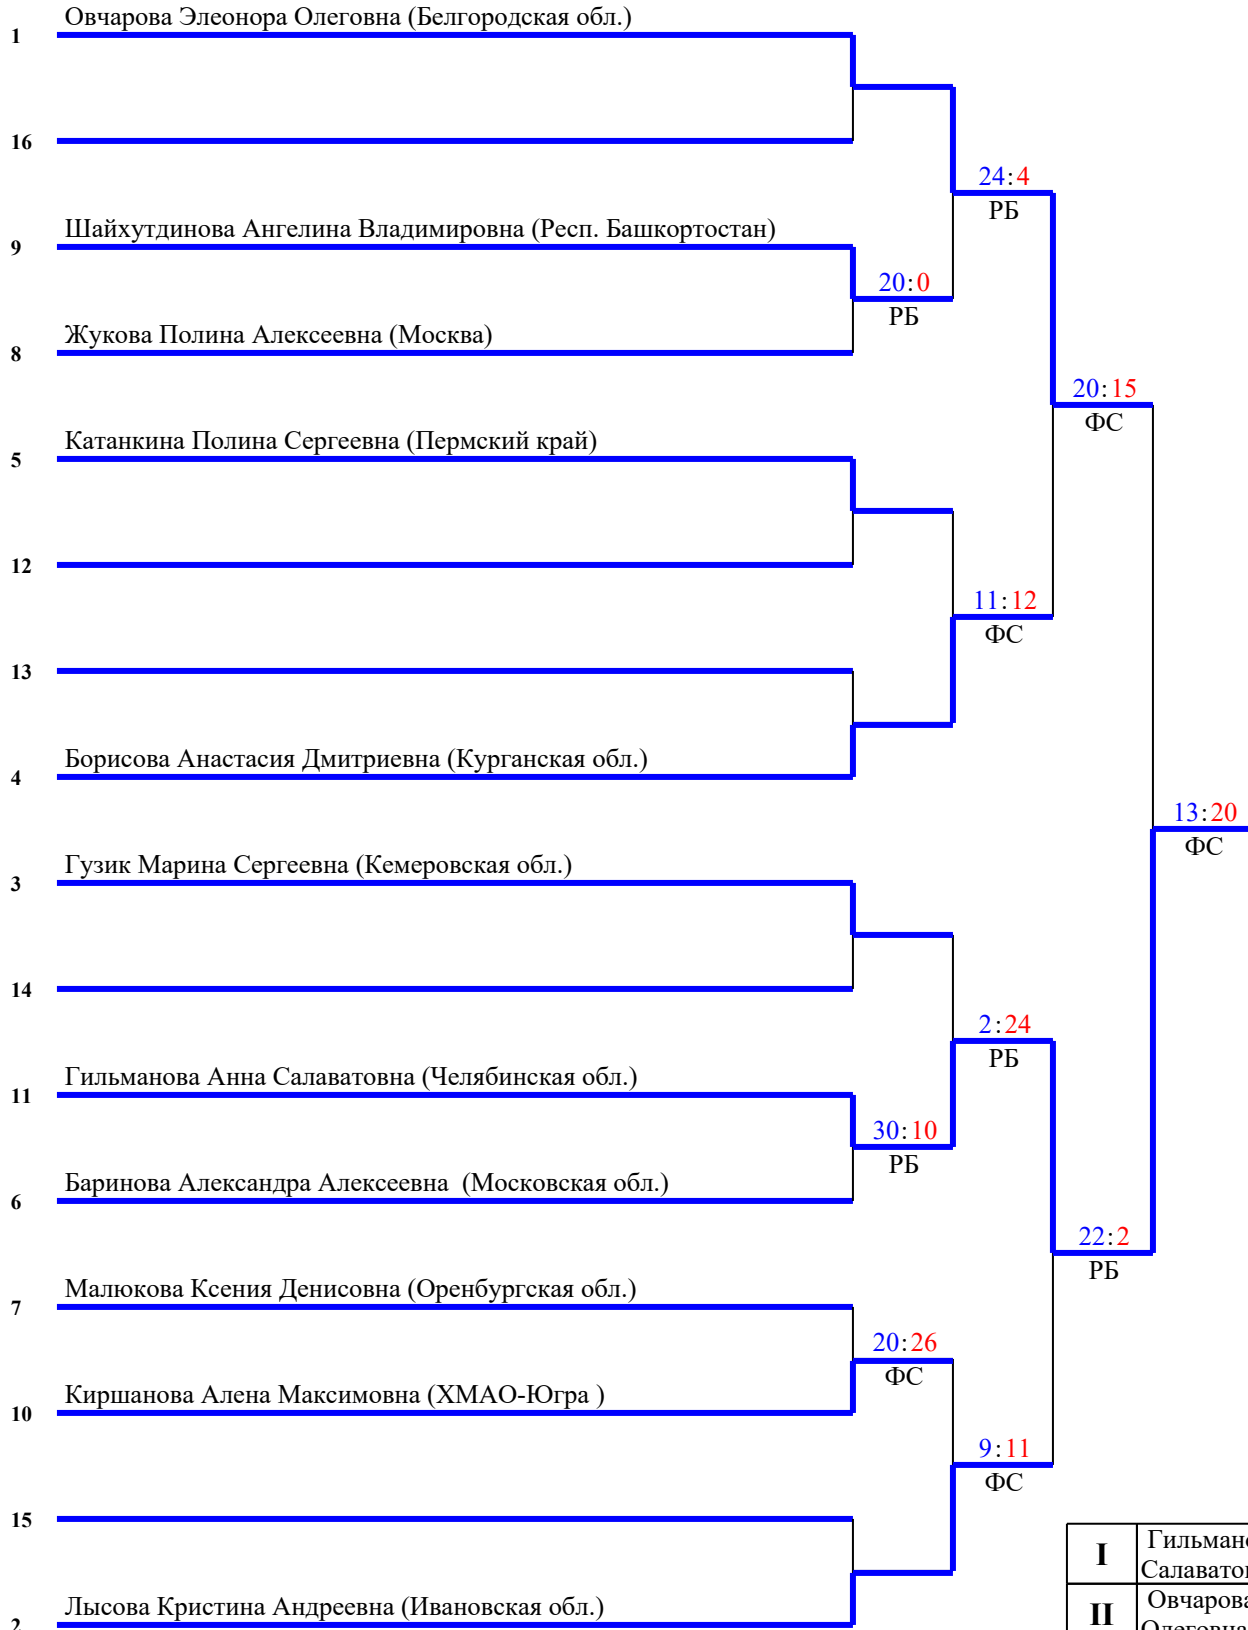 Овчарова Элеонора Олеговна (Белгородская обл.)
1
16
24:4
РБ
Шайхутдинова Ангелина Владимировна (Респ. Башкортостан)
9
20:0
РБ
Жукова Полина Алексеевна (Москва)
8
20:15
ФС
Катанкина Полина Сергеевна (Пермский край)
5
12
11:12
ФС
13
Борисова Анастасия Дмитриевна (Курганская обл.)
4
13:20
ФС
Гузик Марина Сергеевна (Кемеровская обл.)
3
14
2:24
РБ
Гильманова Анна Салаватовна (Челябинская обл.)
11
30:10
РБ
Баринова Александра Алексеевна (Московская обл.)
6
22:2
РБ
Малюкова Ксения Денисовна (Оренбургская обл.)
7
20:26
ФС
Киршанова Алена Максимовна (ХМАО-Югра )
10
9:11
ФС
15
I
Гильмано
Салаватов
Лысова Кристина Андреевна (Ивановская обл.)
2
II
Овчарова
Олеговна